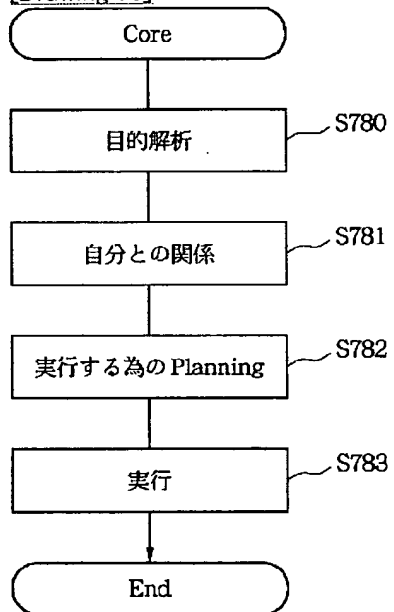 Core
目的解析
S780
自分との関係
S781
実行する為のPlanning
S782
実行
S783
End